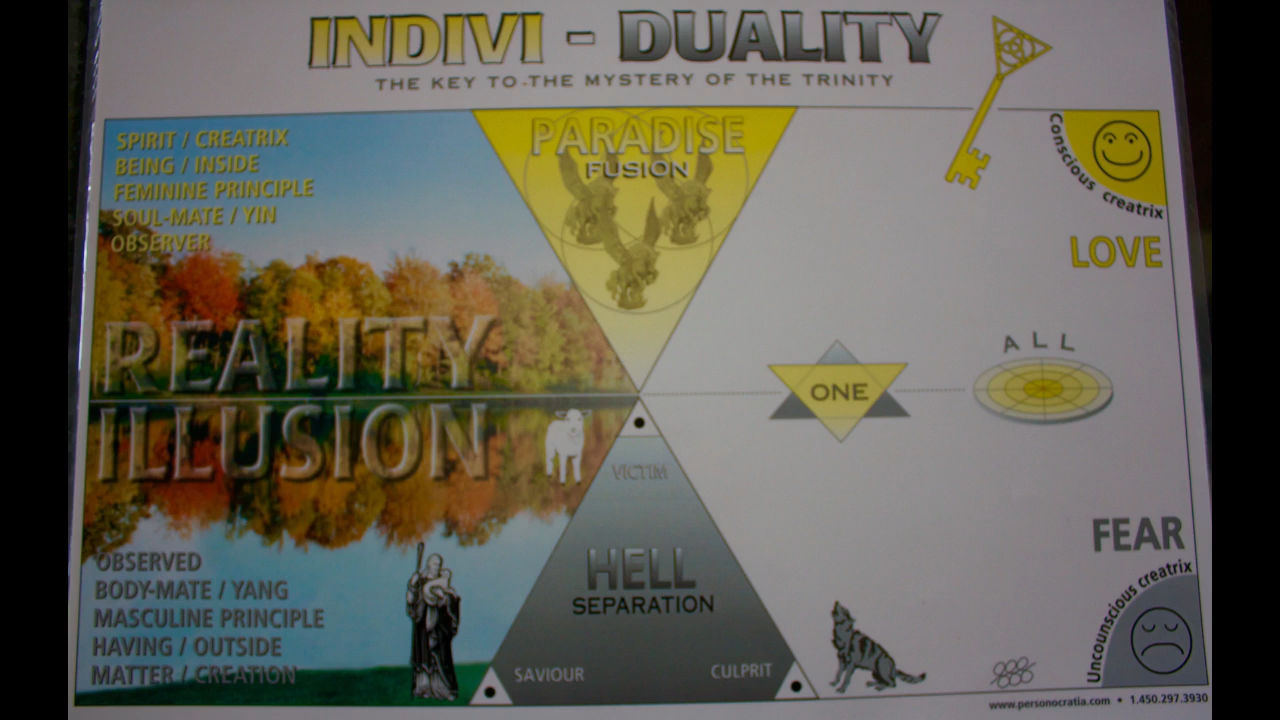 INDIVI - DUALITY
THE KEY TO THE MYSTERY OF THE TRINITY
SPIRIT / CREATRIX
BEING / INSIDE
FEMININE PRINCIPLE
SOUL-MATE / YIN
OBSERVER
PARADISE
FUSION
Conscious creatrix
LOVE
REALITY
ILLUSION
ONE
ALL
VICTIM
HELL
SEPARATION
SAVIOUR
CULPRIT
OBSERVED
BODY-MATE / YANG
MASCULINE PRINCIPLE
HAVING / OUTSIDE
MATTER / CREATION
FEAR
Uncounscious creatrix
www.personocratia.com • 1.450.297.3930